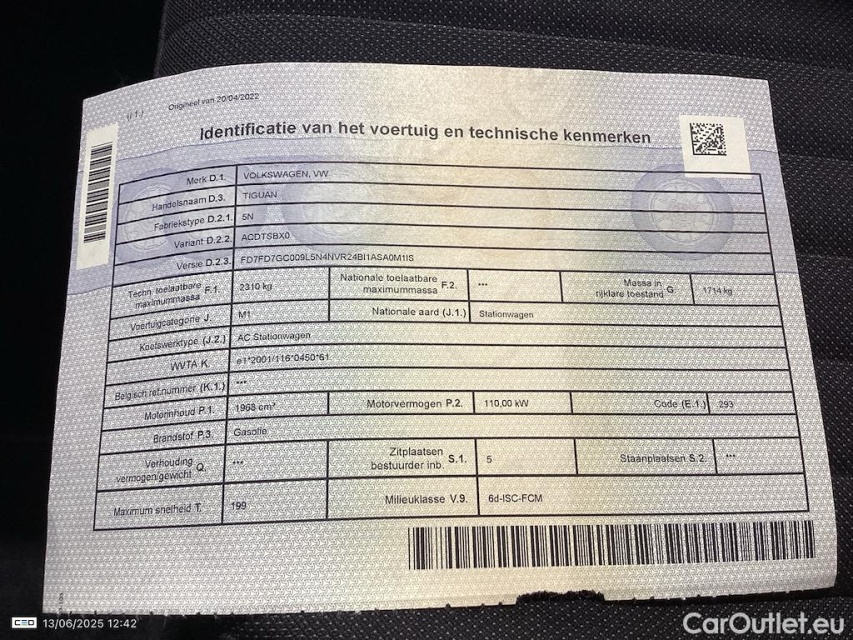 (I 1.) Origineel van 20/04/2022
Identificatie van het voertuig en technische kenmerken
Merk D.1. VOLKSWAGEN, VW
Handelsnaam D.3. TIGUAN
Fabriekstype D.2.1. 5N
Variant D.2.2. ACDTSBX0
Versie D.2.3. FD7FD7GC009L5N4NVR24BI1ASA0M1IS
Techn. toelaatbare maximummassa F.1. 2310 kg Nationale toelaatbare maximummassa F.2. *** Massa in rijklare toestand G. 1714 kg
Voertuigcategorie J. M1 Nationale aard (J.1.) Stationwagen
Koetswerktype (J.2.) AC Stationwagen
WVTA K. e1*2001/116*0450*61
Belgisch ref.nummer (K.1.) ***
Motorinhoud P.1. 1968 cm³ Motorvermogen P.2. 110,00 kW Code (E.1.) 293
Brandstof P.3. Gasolie
Verhouding vermogen/gewicht Q. *** Zitplaatsen bestuurder inb. S.1. 5 Staanplaatsen S.2. ***
Maximum snelheid T. 199 Milieuklasse V.9. 6d-ISC-FCM
CED 13/06/2025 12:42
CarOutlet.eu